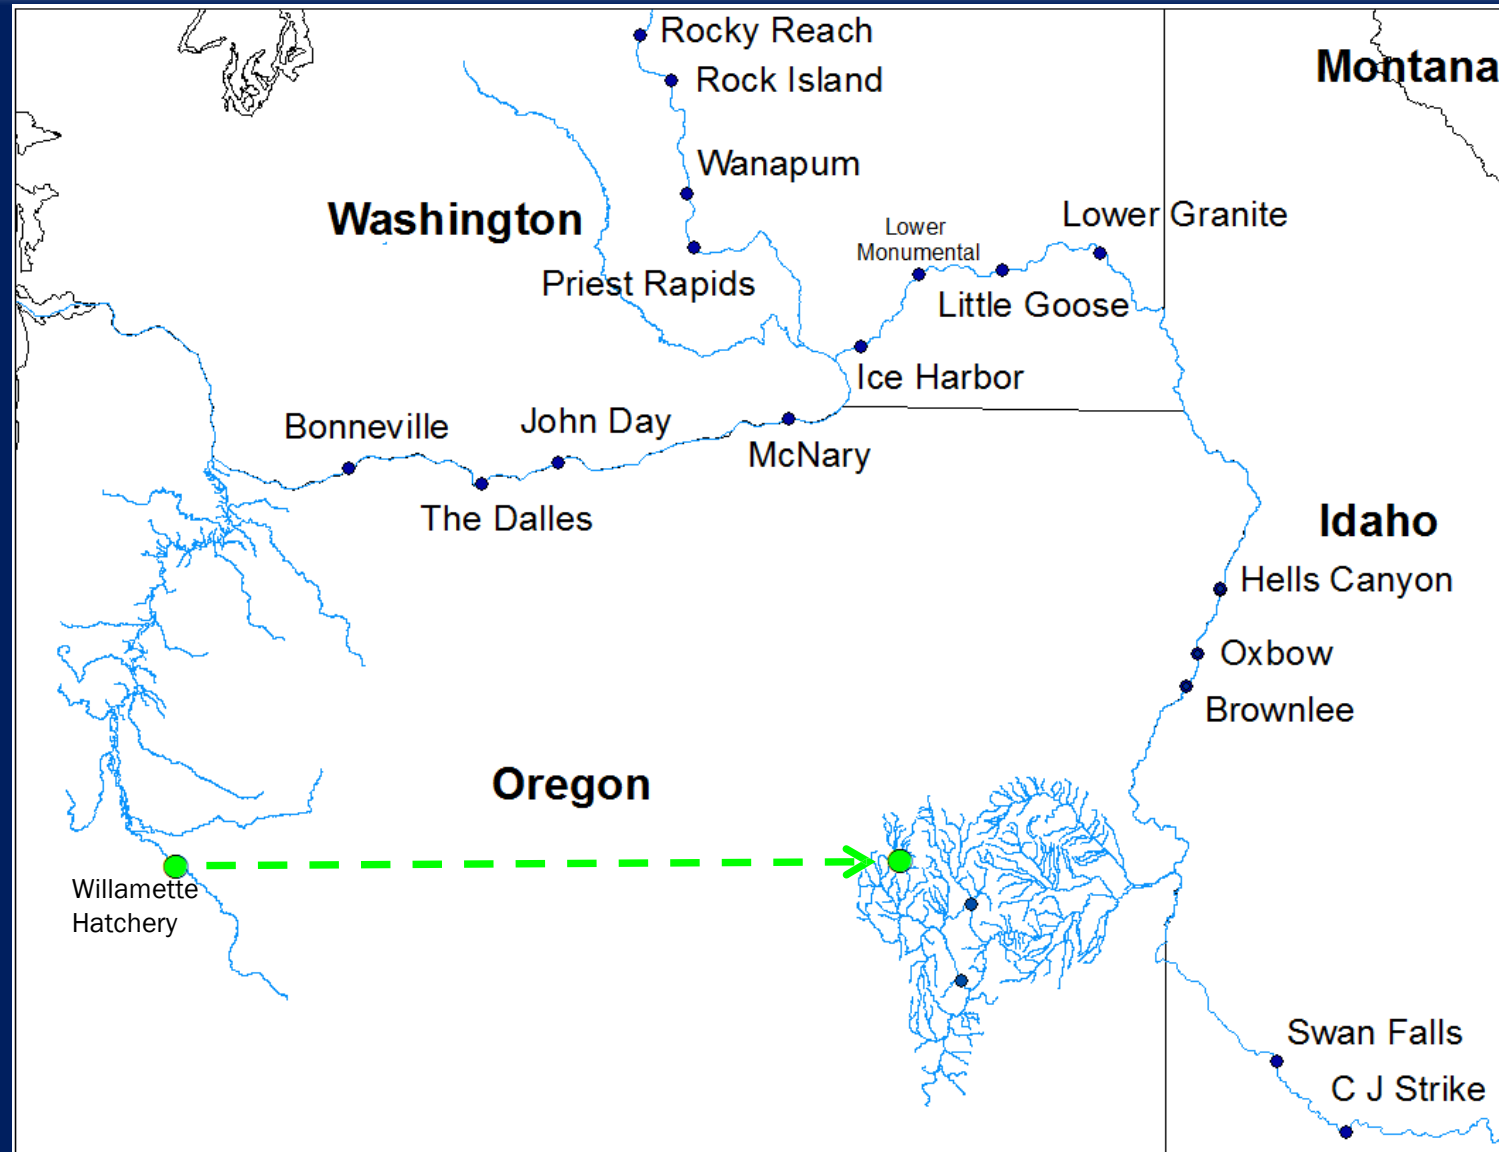 Rocky Reach
Rock Island
Montana
Wanapum
Washington
Lower
Monumental
Lower Granite
Priest Rapids
Little Goose
Ice Harbor
Bonneville
John Day
McNary
The Dalles
Idaho
Hells Canyon
Oxbow
Brownlee
Oregon
Willamette
Hatchery
Swan Falls
C J Strike